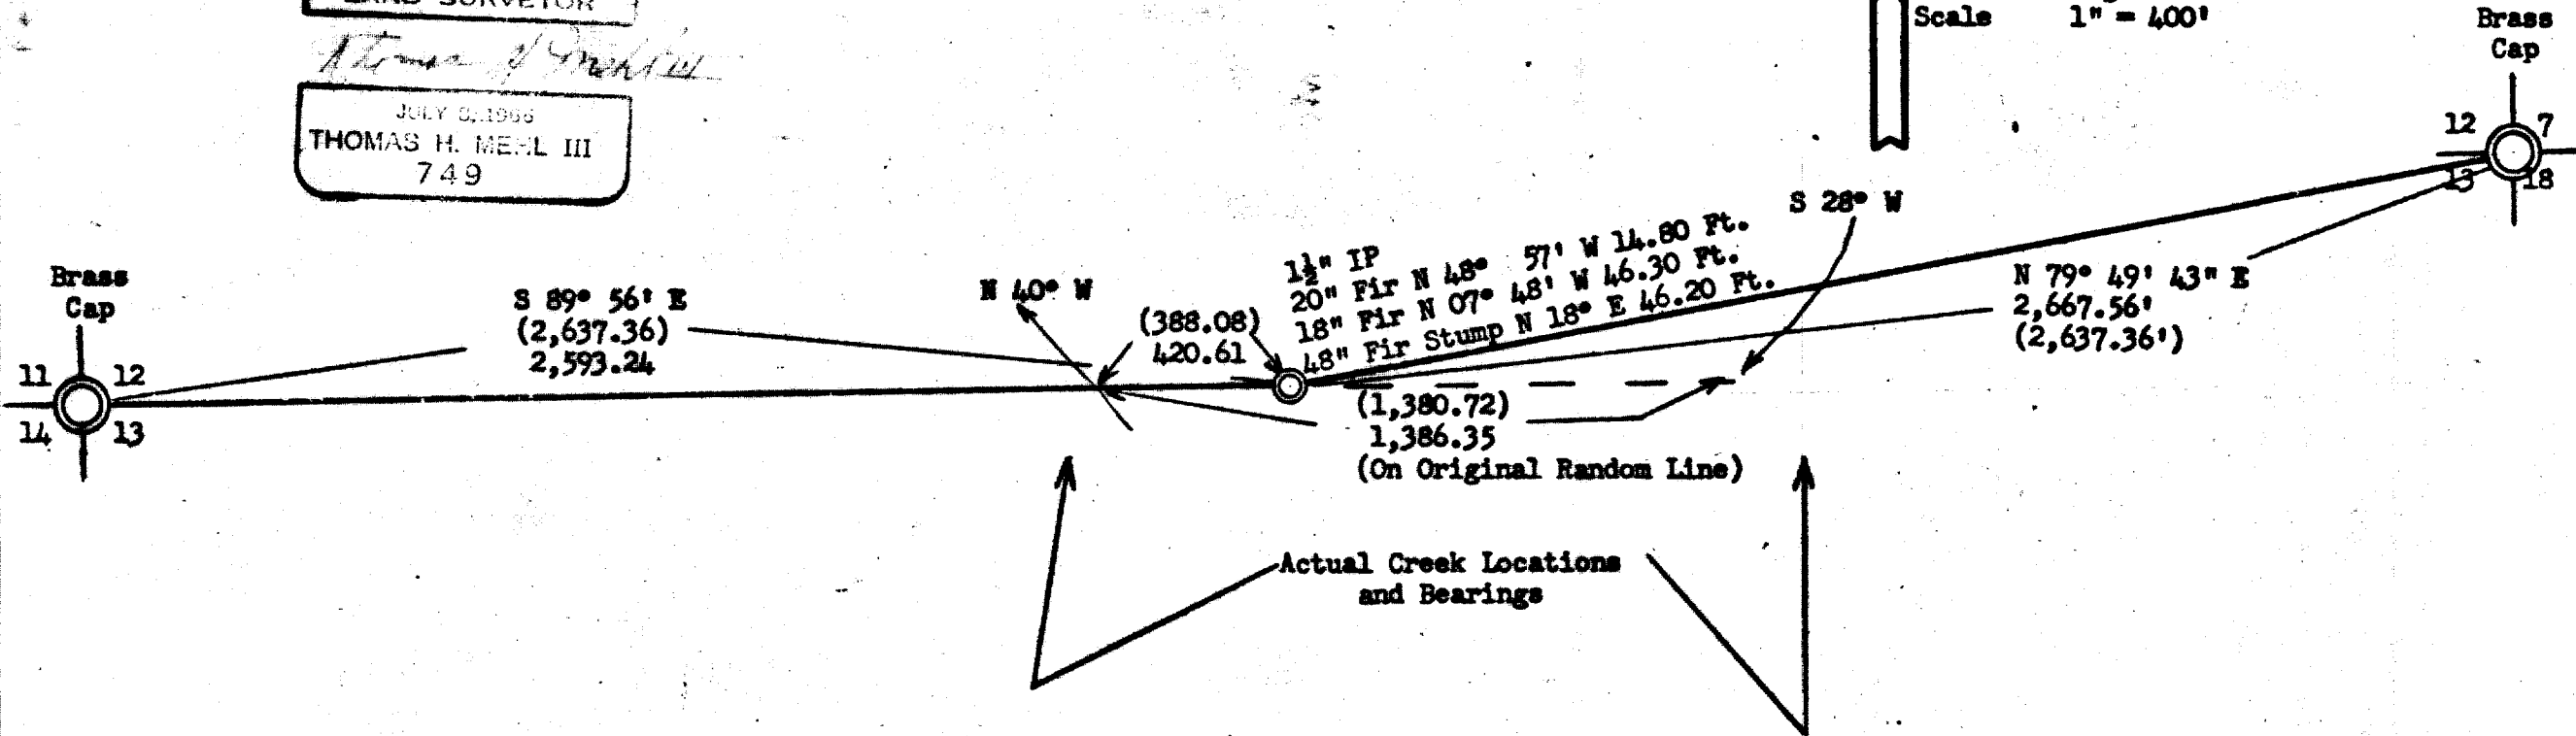 LAND SURVEYOR
JULY 8, 1966
THOMAS H. MEHL III
749
Scale 1" = 400'
Brass
Cap
12 7
13 18
S 28° W
1½" IP
20" Fir N 48° 57' W 14.80 Ft.
18" Fir N 07° 48' W 46.30 Ft.
48" Fir Stump N 18° E 46.20 Ft.
N 79° 49' 43" E
2,667.56'
(2,637.36')
Brass
Cap
11 12
14 13
S 89° 56' E
(2,637.36)
2,593.24
N 40° W
(388.08)
420.61
(1,380.72)
1,386.35
(On Original Random Line)
Actual Creek Locations
and Bearings